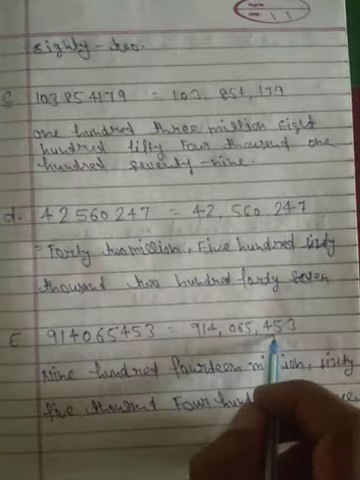 eighty-two.
c 103854179 = 103, 854, 179
one hundred three million eight
hundred fifty Four thousand one
hundred seventy-nine.
d. 42560247 = 42, 560, 247
= Forty two million, Five hundred sixty
thousand two hundred forty seven
E 914065453 = 914, 065, 453
Nine hundred fourteen million, sixty
five thousand Four hund